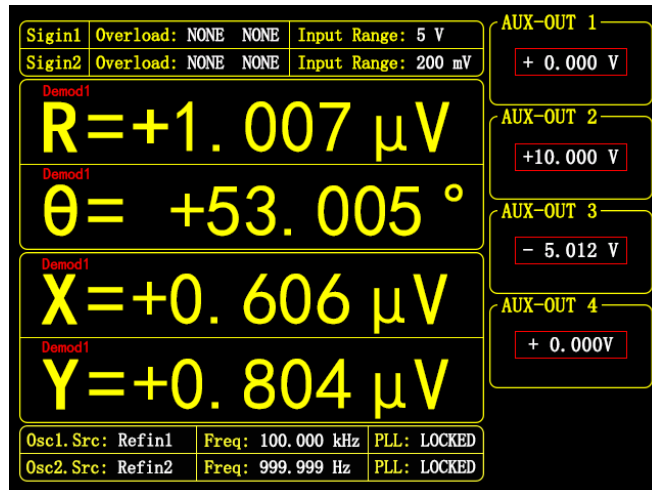 Sigin1 Overload: NONE NONE Input Range: 5 V
Sigin2 Overload: NONE NONE Input Range: 200 mV
Demod1
R=+1.007 μV
Demod1
θ= +53.005 °
Demod1
X=+0.606 μV
Demod1
Y=+0.804 μV
Osc1.Src: Refin1 Freq: 100.000 kHz PLL: LOCKED
Osc2.Src: Refin2 Freq: 999.999 Hz PLL: LOCKED
AUX-OUT 1
+ 0.000 V
AUX-OUT 2
+10.000 V
AUX-OUT 3
- 5.012 V
AUX-OUT 4
+ 0.000V